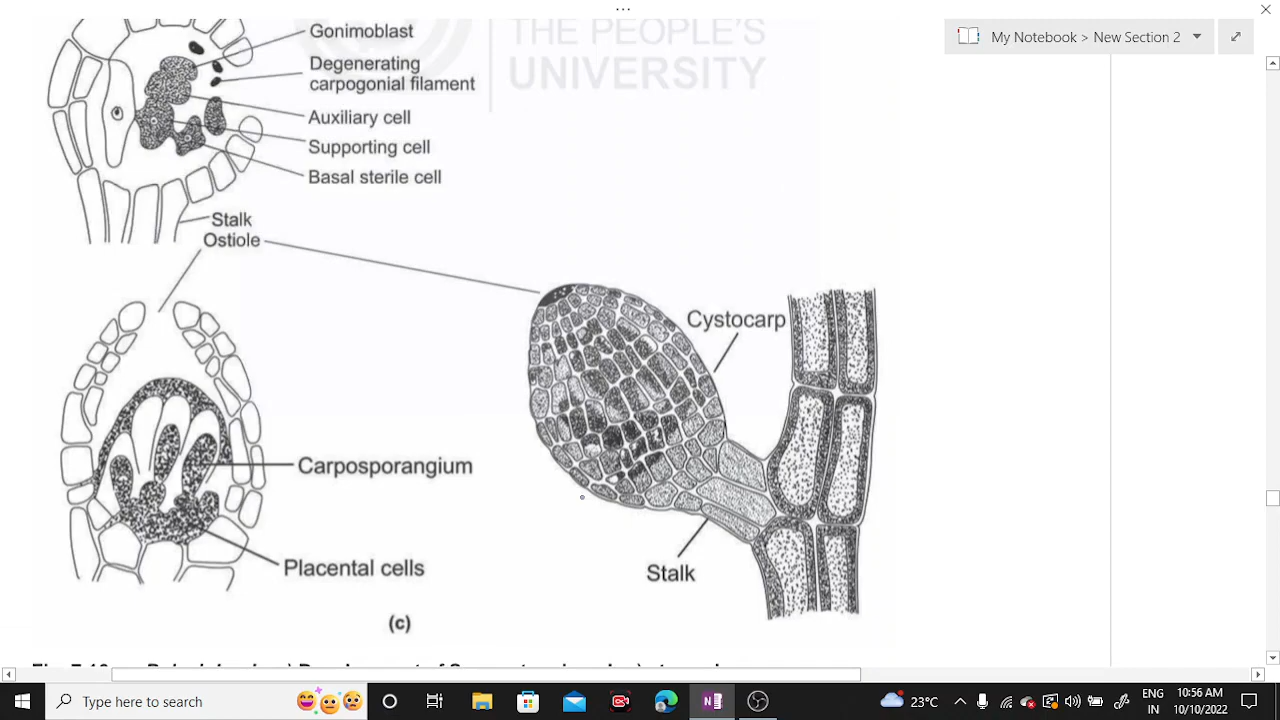 ...
My Notebook > New Section 2
THE PEOPLE'S
UNIVERSITY
Gonimoblast
Degenerating
carpogonial filament
Auxiliary cell
Supporting cell
Basal sterile cell
Stalk
Ostiole
Cystocarp
Carposporangium
Placental cells
Stalk
(c)
Type here to search
23°C
ENG
IN
10:56 AM
10/10/2022